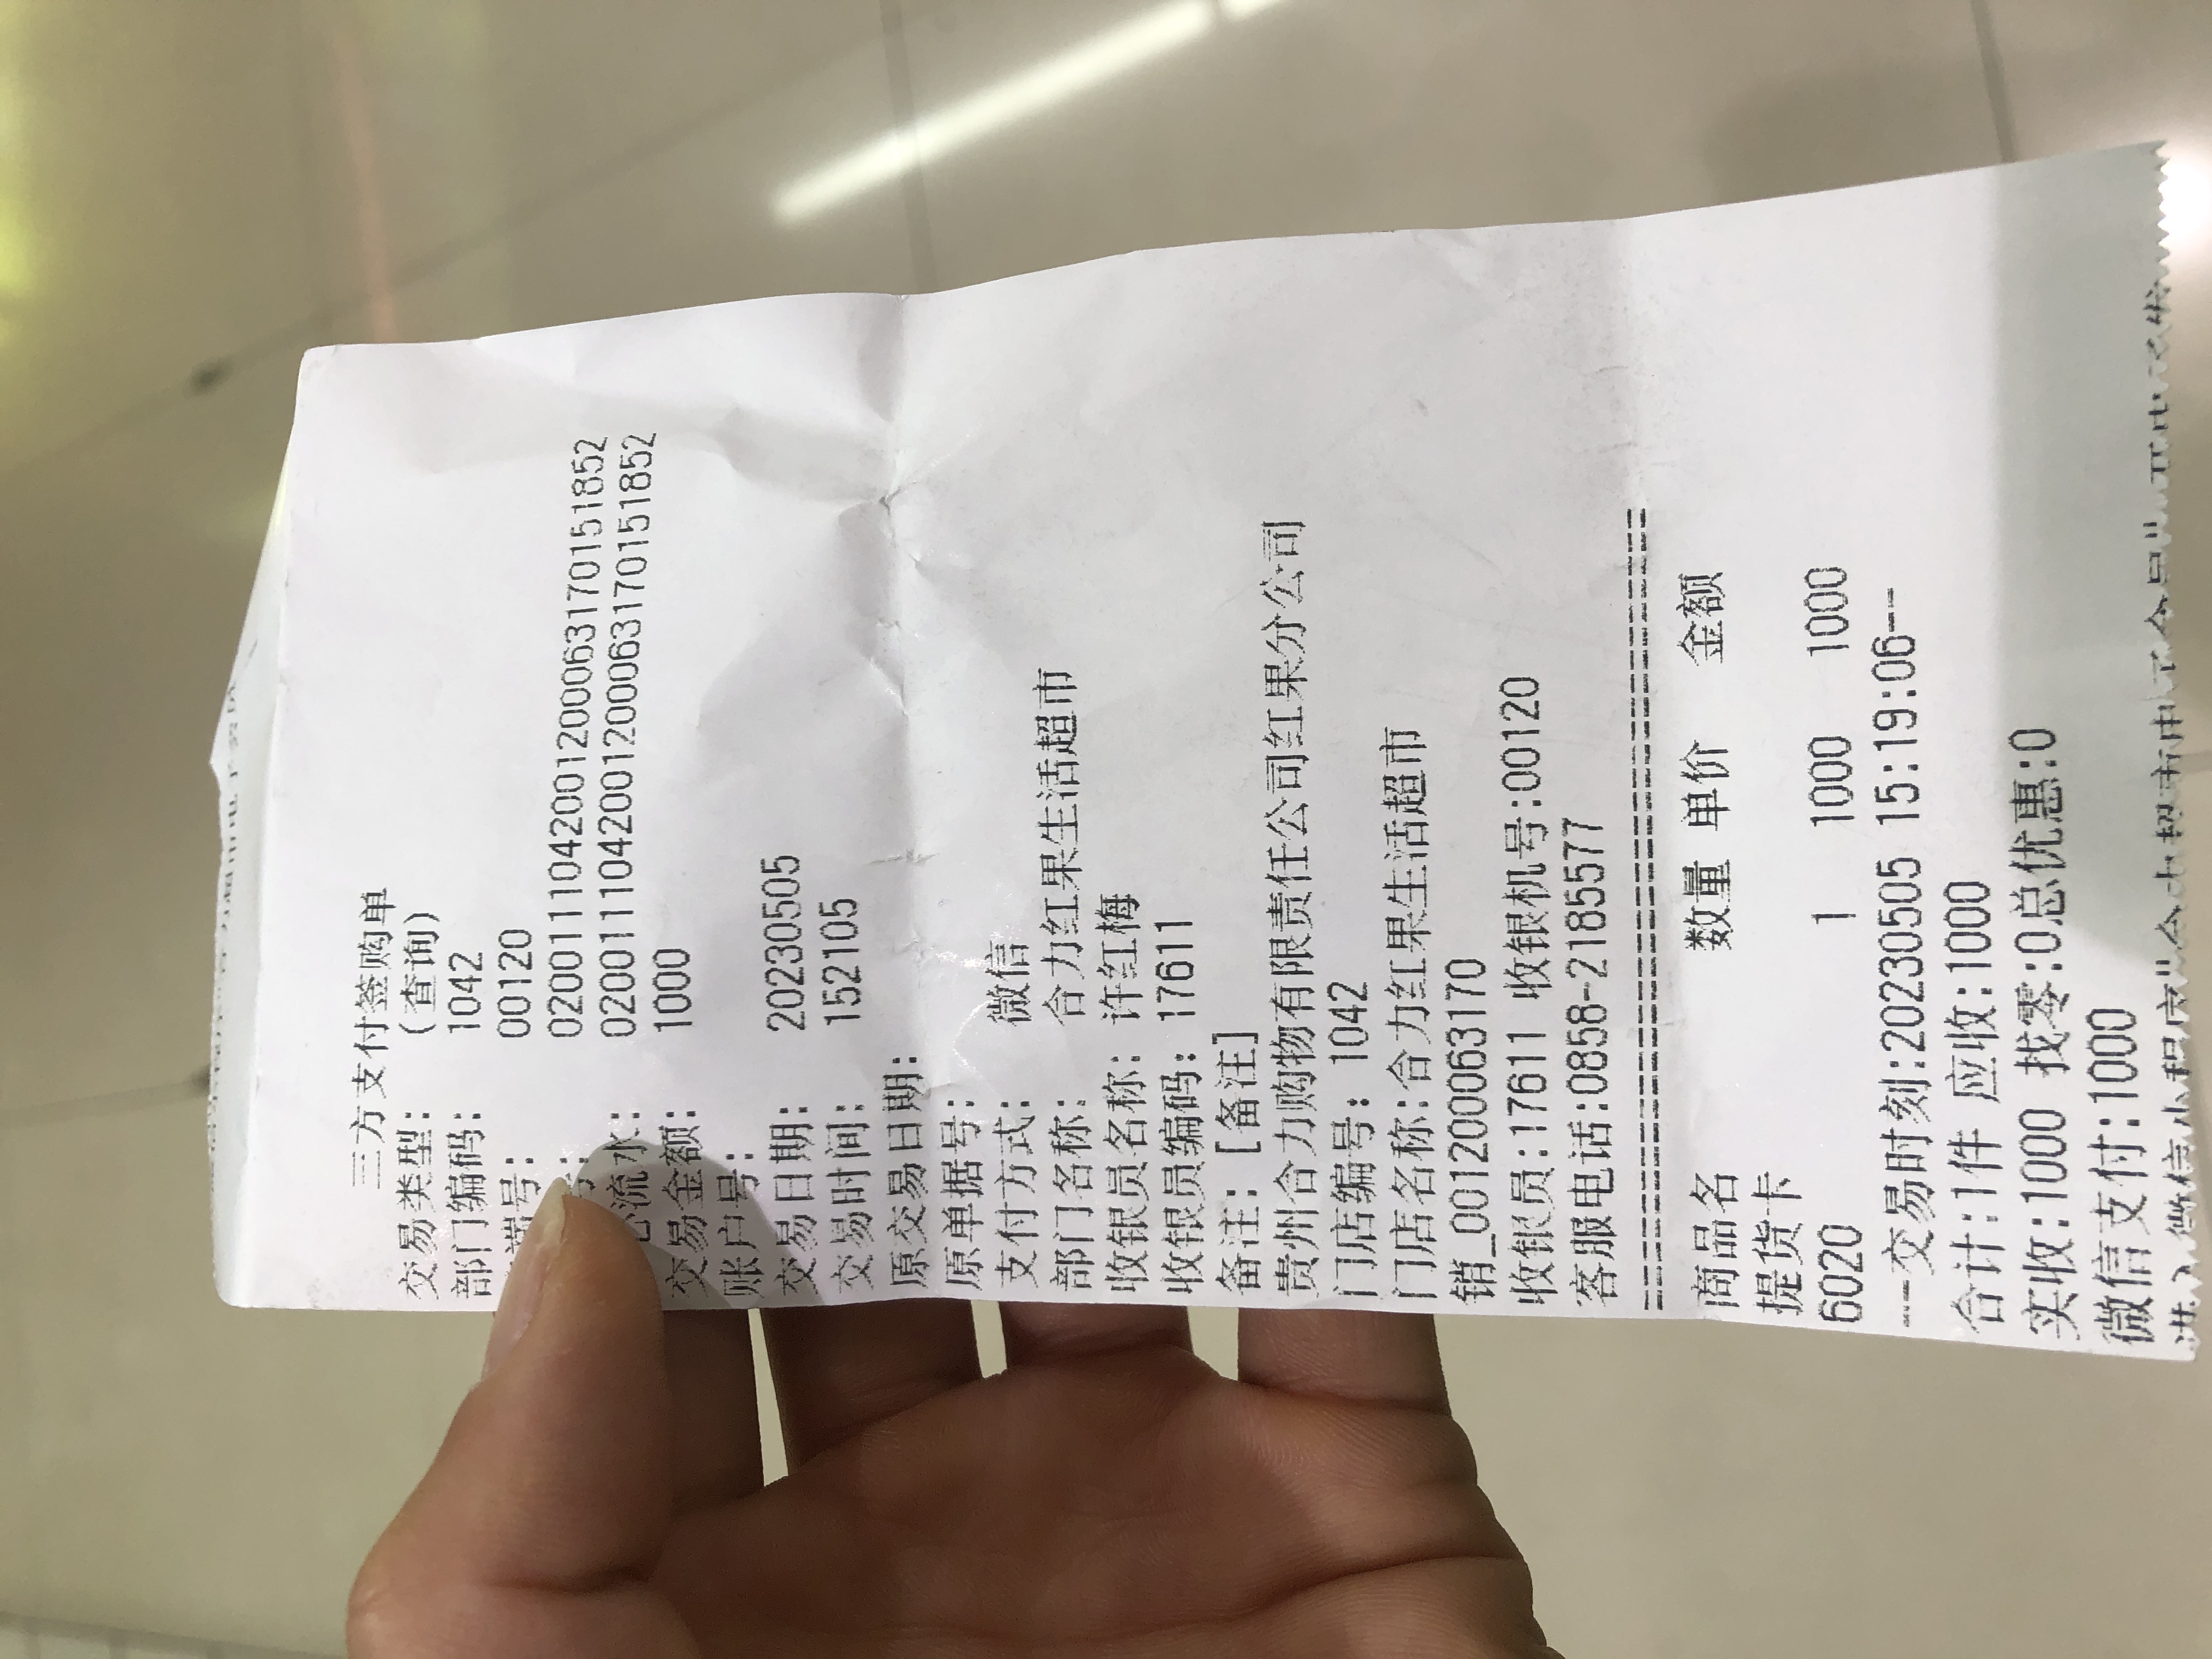 三方支付签购单
交易类型: (查询)
部门编码: 1042
端号: 00120
号: 0200111042001200063170151852
流水: 0200111042001200063170151852
交易金额: 1000
账户号:
交易日期: 20230505
交易时间: 152105
原交易日期:
原单据号:
支付方式: 微信
部门名称: 合力红果生活超市
收银员名称: 许红梅
收银员编码: 17611
备注: [备注]
贵州合力购物有限责任公司红果分公司
门店编号: 1042
门店名称:合力红果生活超市
销_00120063170
收银员:17611 收银机号:00120
客服电话:0858-2185577
==============================
商品名 数量 单价 金额
提货卡
6020 1 1000 1000
---交易时刻:20230505 15:19:06--
合计:1件 应收:1000
实收:1000 找零:0总优惠:0
微信支付:1000